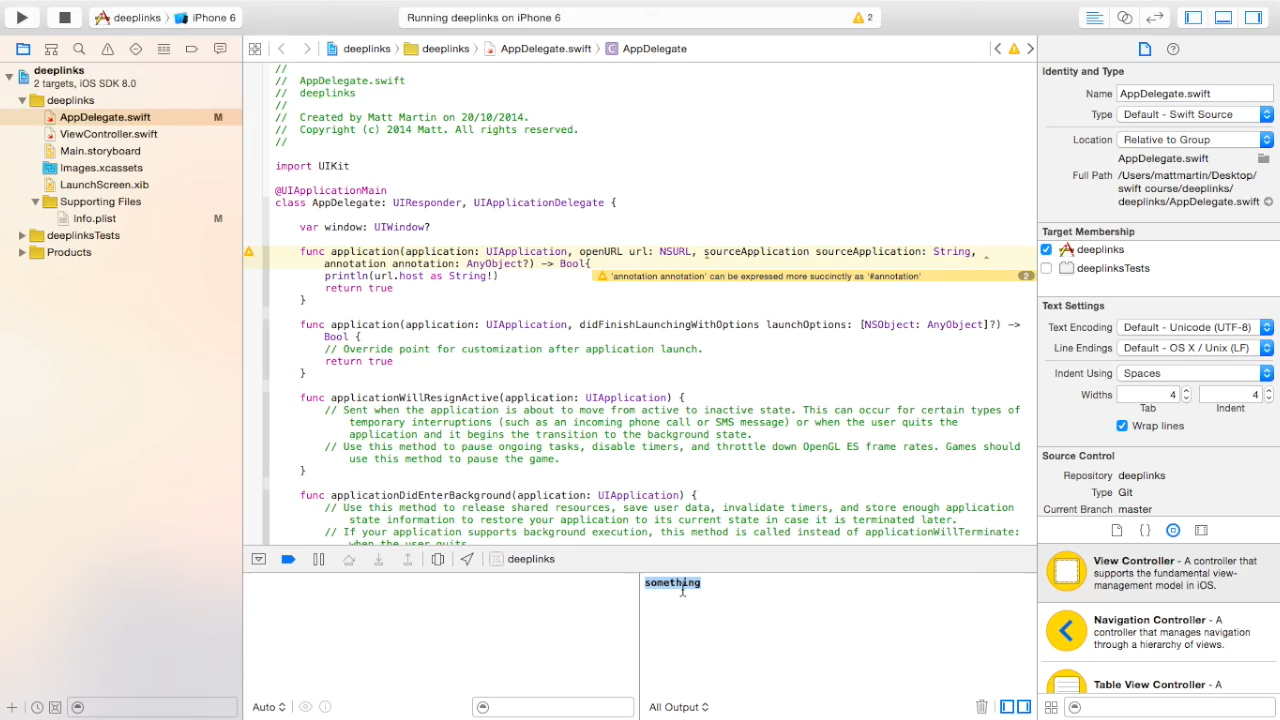 deeplinks
iPhone 6
Running deeplinks on iPhone 6
2
deeplinks
2 targets, iOS SDK 8.0
deeplinks
AppDelegate.swift M
ViewController.swift
Main.storyboard
Images.xcassets
LaunchScreen.xib
Supporting Files
Info.plist M
deeplinksTests
Products
deeplinks
deeplinks
AppDelegate.swift
C AppDelegate
//
// AppDelegate.swift
// deeplinks
//
// Created by Matt Martin on 20/10/2014.
// Copyright (c) 2014 Matt. All rights reserved.
//
import UIKit
@UIApplicationMain
class AppDelegate: UIResponder, UIApplicationDelegate {
var window: UIWindow?
func application(application: UIApplication, openURL url: NSURL, sourceApplication sourceApplication: String,
annotation annotation: AnyObject?) -> Bool{
println(url.host as String!)
'annotation annotation' can be expressed more succinctly as '#annotation'
2
return true
}
func application(application: UIApplication, didFinishLaunchingWithOptions launchOptions: [NSObject: AnyObject]?) ->
Bool {
// Override point for customization after application launch.
return true
}
func applicationWillResignActive(application: UIApplication) {
// Sent when the application is about to move from active to inactive state. This can occur for certain types of
temporary interruptions (such as an incoming phone call or SMS message) or when the user quits the
application and it begins the transition to the background state.
// Use this method to pause ongoing tasks, disable timers, and throttle down OpenGL ES frame rates. Games should
use this method to pause the game.
}
func applicationDidEnterBackground(application: UIApplication) {
// Use this method to release shared resources, save user data, invalidate timers, and store enough application
state information to restore your application to its current state in case it is terminated later.
// If your application supports background execution, this method is called instead of applicationWillTerminate:
when the user quits.
deeplinks
something
Auto
All Output
Identity and Type
Name AppDelegate.swift
Type Default - Swift Source
Location Relative to Group
AppDelegate.swift
Full Path /Users/mattmartin/Desktop/
swift course/deeplinks/
deeplinks/AppDelegate.swift
Target Membership
deeplinks
deeplinksTests
Text Settings
Text Encoding Default - Unicode (UTF-8)
Line Endings Default - OS X / Unix (LF)
Indent Using Spaces
Widths 4 4
Tab Indent
Wrap lines
Source Control
Repository deeplinks
Type Git
Current Branch master
View Controller - A controller that
supports the fundamental view-
management model in iOS.
Navigation Controller - A
controller that manages navigation
through a hierarchy of views.
Table View Controller - A